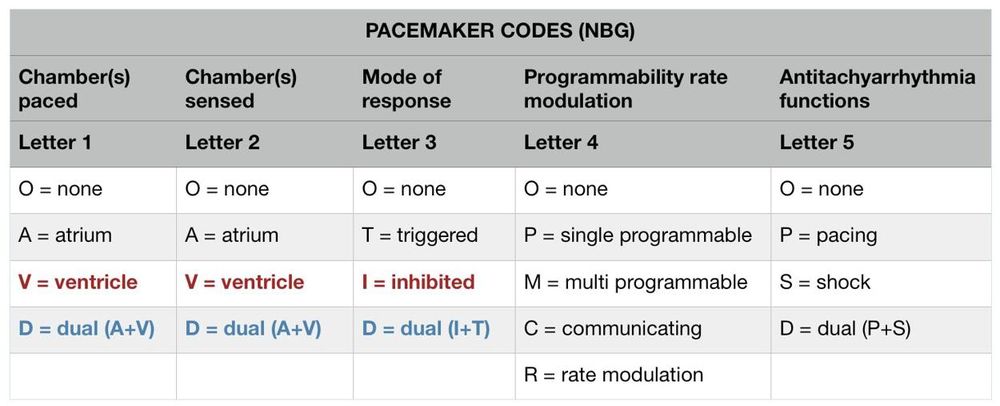 PACEMAKER CODES (NBG)
Chamber(s) paced Chamber(s) sensed Mode of response Programmability rate modulation Antitachyarrhythmia functions
Letter 1 Letter 2 Letter 3 Letter 4 Letter 5
O = none O = none O = none O = none O = none
A = atrium A = atrium T = triggered P = single programmable P = pacing
V = ventricle V = ventricle I = inhibited M = multi programmable S = shock
D = dual (A+V) D = dual (A+V) D = dual (I+T) C = communicating D = dual (P+S)
R = rate modulation